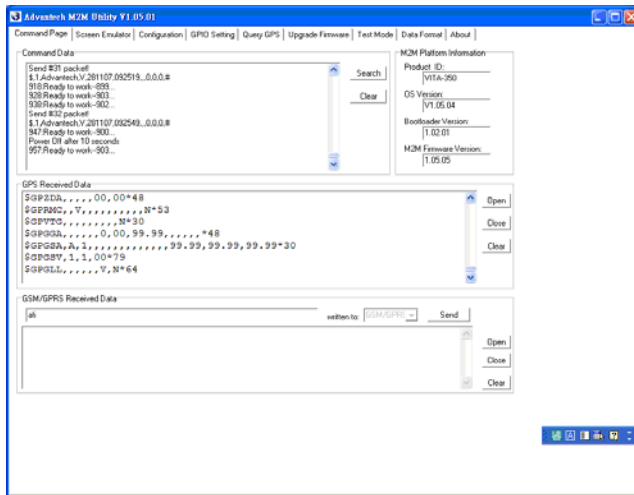 Advantech M2M Utility V1.05.01
Command Page Screen Emulator Configuration GPIO Setting Query GPS Upgrade Firmware Test Mode Data Format About
Command Data
Send #31 packet!
$,1,Advantech,V,281107,092519,,,0,0,0,#
918:Ready to work--899...
928:Ready to work--903...
938:Ready to work--902...
Send #32 packet!
$,1,Advantech,V,281107,092549,,,0,0,0,#
947:Ready to work--900...
Power Off after 10 seconds
957:Ready to work--903...
Search
Clear
M2M Platform Information
Product ID:
VITA-350
OS Version:
V1.05.04
Bootloader Version:
1.02.01
M2M Firmware Version:
1.05.05
GPS Received Data
$GPZDA,,,,,00,00*48
$GPRMC,,V,,,,,,,,,,N*53
$GPVTG,,,,,,,,,N*30
$GPGGA,,,,,,0,00,99.99,,,,,,*48
$GPGSA,A,1,,,,,,,,,,,,,99.99,99.99,99.99*30
$GPGSV,1,1,00*79
$GPGLL,,,,,,V,N*64
Open
Close
Clear
GSM/GPRS Received Data
ati
written to: GSM/GPRS
Send
Open
Close
Clear